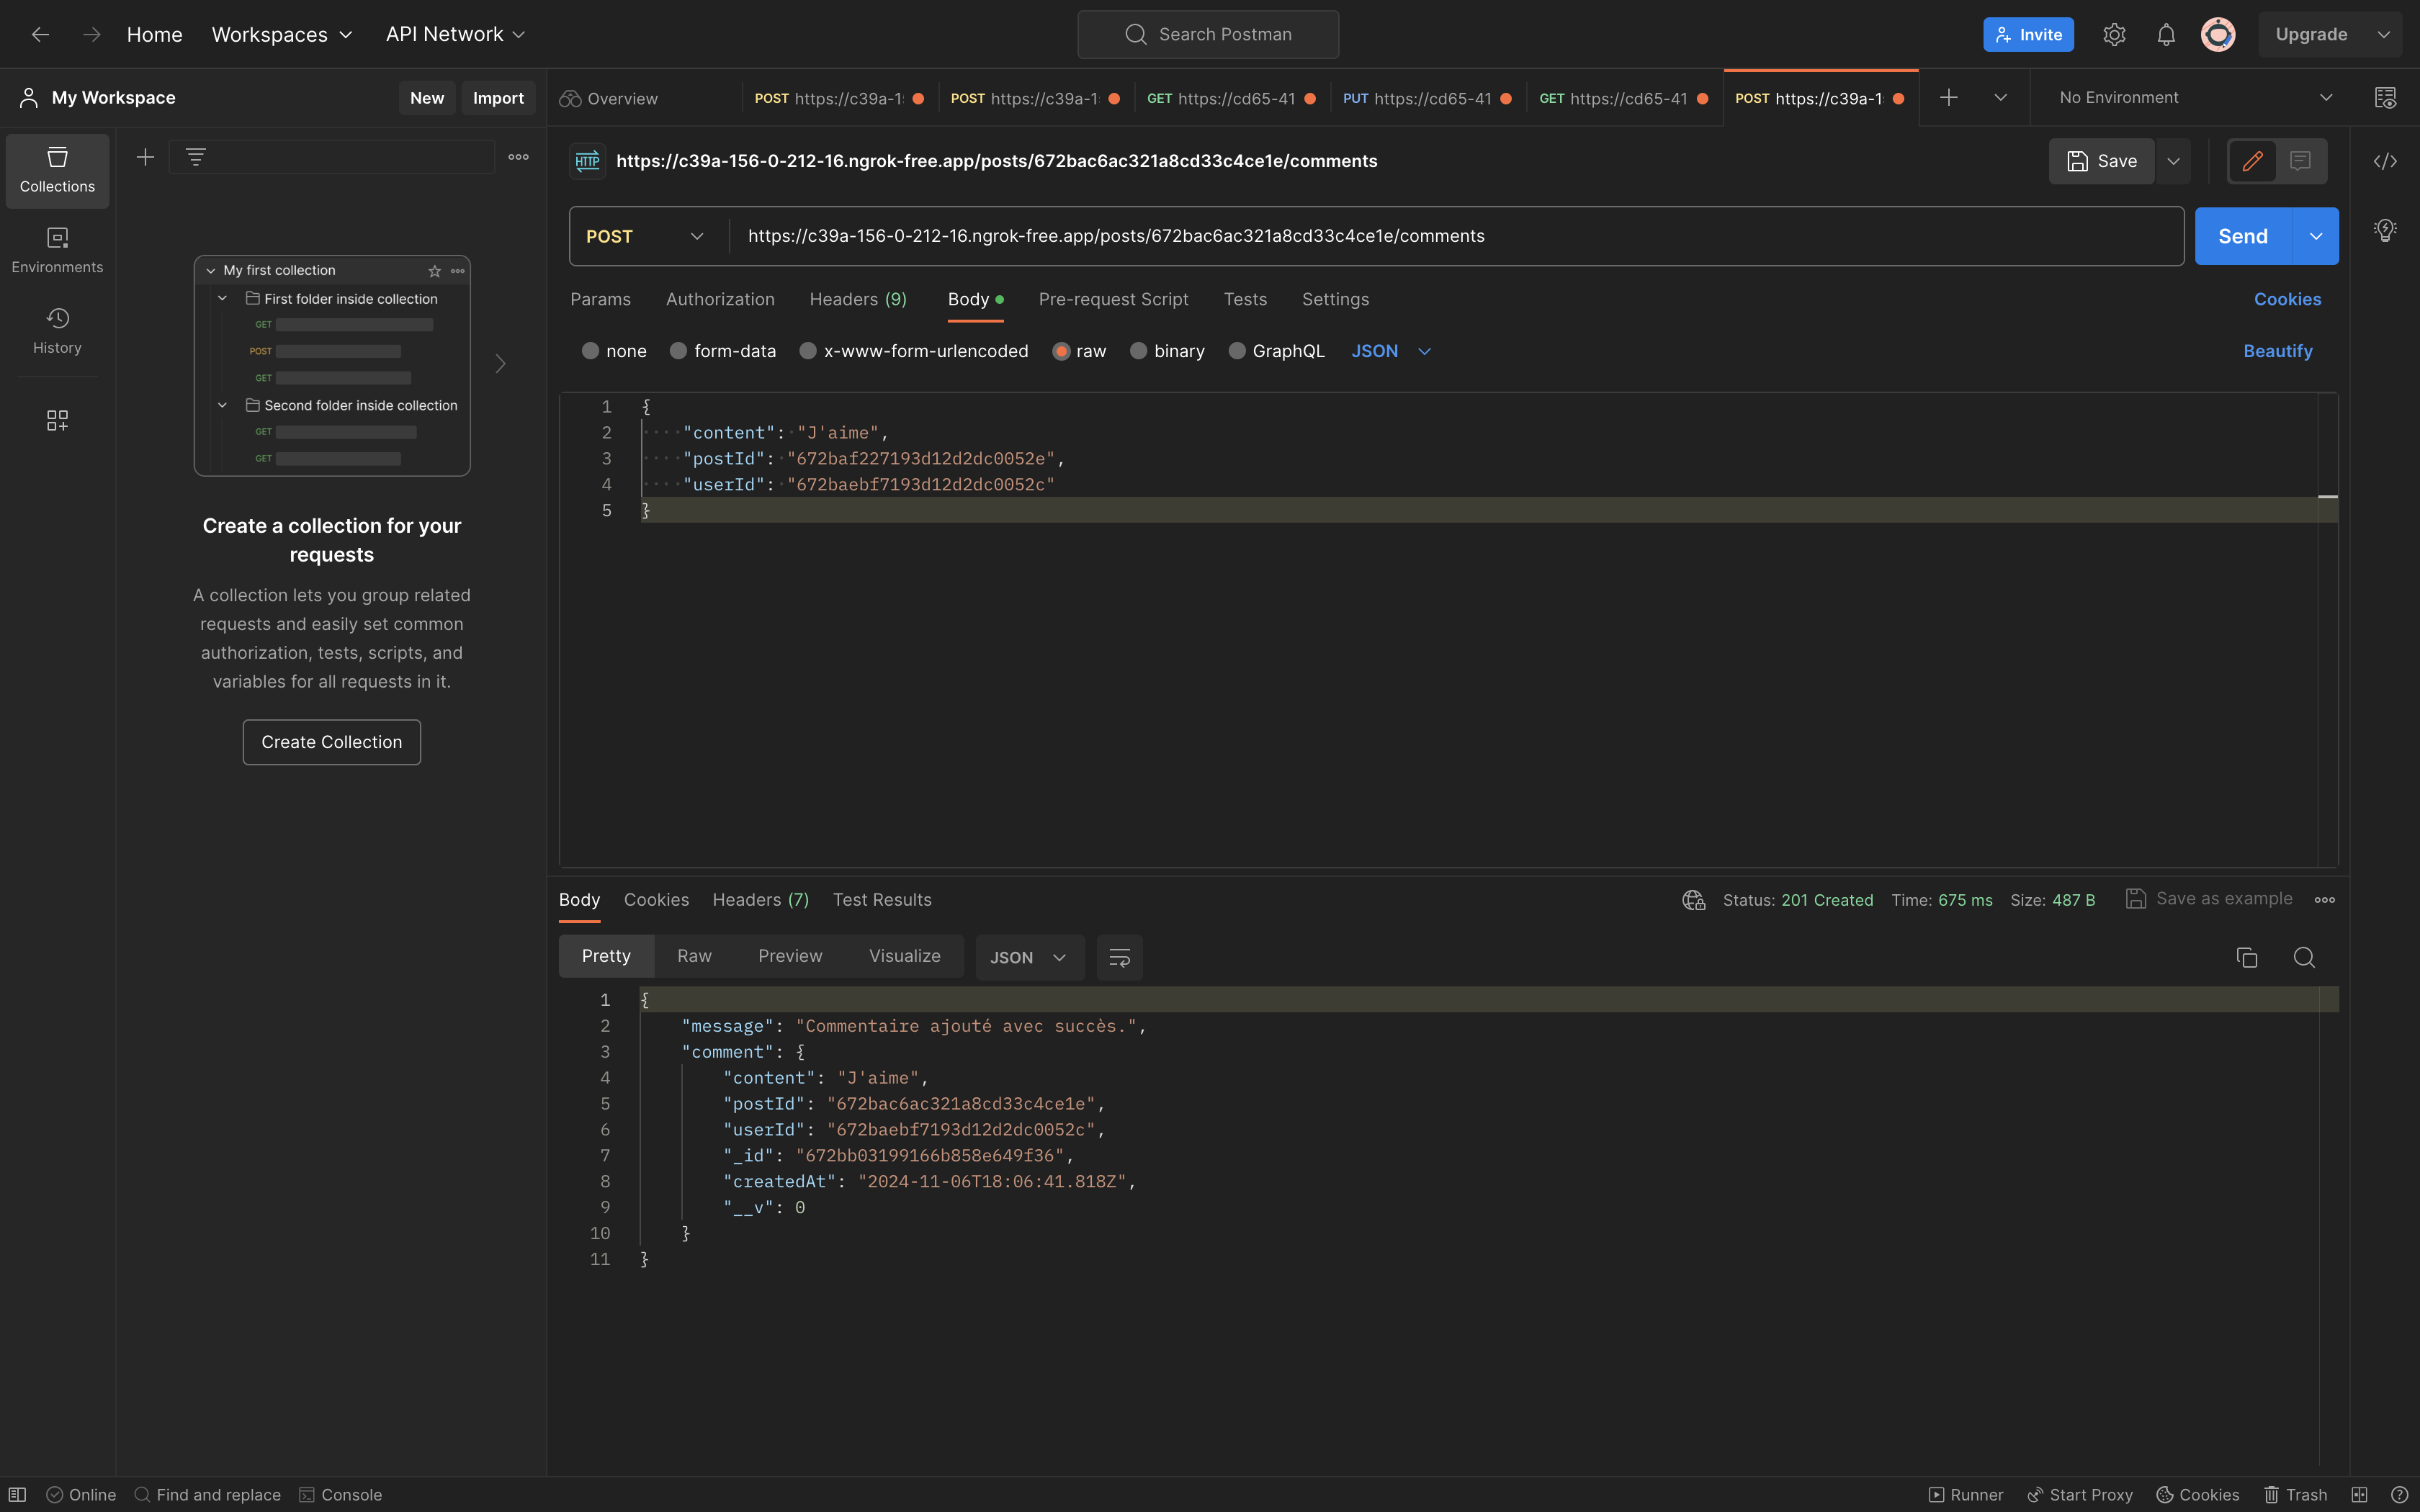 Home Workspaces API Network Search Postman Invite Upgrade
My Workspace New Import Overview POST https://c39a-1 POST https://c39a-1 GET https://cd65-41 PUT https://cd65-41 GET https://cd65-41 POST https://c39a-1 No Environment
Collections
Environments
History
My first collection
First folder inside collection
GET
POST
GET
Second folder inside collection
GET
GET
Create a collection for your
requests
A collection lets you group related
requests and easily set common
authorization, tests, scripts, and
variables for all requests in it.
Create Collection
HTTP https://c39a-156-0-212-16.ngrok-free.app/posts/672bac6ac321a8cd33c4ce1e/comments Save
POST https://c39a-156-0-212-16.ngrok-free.app/posts/672bac6ac321a8cd33c4ce1e/comments Send
Params Authorization Headers (9) Body Pre-request Script Tests Settings Cookies
none form-data x-www-form-urlencoded raw binary GraphQL JSON Beautify
1 {
2 "content": "J'aime",
3 "postId": "672baf227193d12d2dc0052e",
4 "userId": "672baebf7193d12d2dc0052c"
5 }
Body Cookies Headers (7) Test Results Status: 201 Created Time: 675 ms Size: 487 B Save as example
Pretty Raw Preview Visualize JSON
1 {
2 "message": "Commentaire ajouté avec succès.",
3 "comment": {
4 "content": "J'aime",
5 "postId": "672bac6ac321a8cd33c4ce1e",
6 "userId": "672baebf7193d12d2dc0052c",
7 "_id": "672bb03199166b858e649f36",
8 "createdAt": "2024-11-06T18:06:41.818Z",
9 "__v": 0
10 }
11 }
Online Find and replace Console Runner Start Proxy Cookies Trash